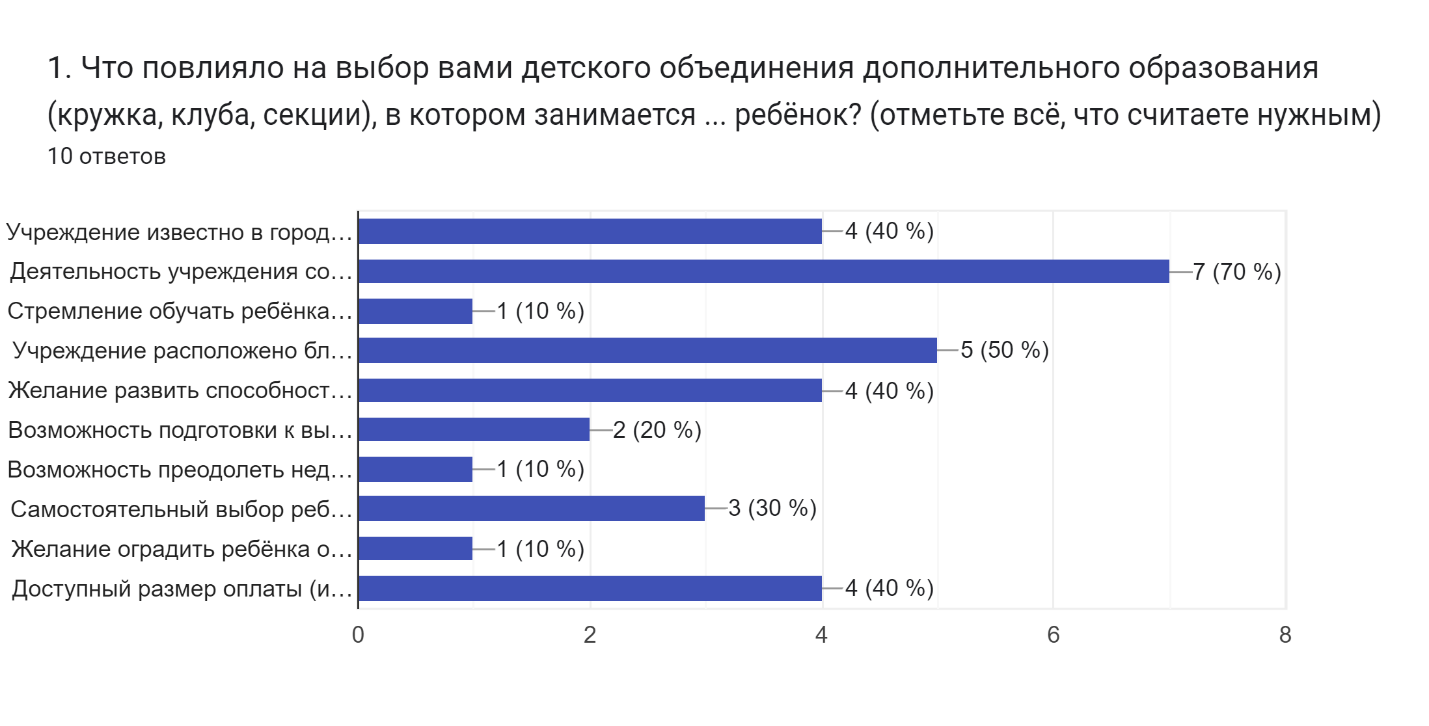 1. Что повлияло на выбор вами детского объединения дополнительного образования
(кружка, клуба, секции), в котором занимается ... ребёнок? (отметьте всё, что считаете нужным)
10 ответов
Учреждение известно в город… 4 (40 %)
Деятельность учреждения со… 7 (70 %)
Стремление обучать ребёнка… 1 (10 %)
Учреждение расположено бл… 5 (50 %)
Желание развить способност… 4 (40 %)
Возможность подготовки к вы… 2 (20 %)
Возможность преодолеть нед… 1 (10 %)
Самостоятельный выбор реб… 3 (30 %)
Желание оградить ребёнка о… 1 (10 %)
Доступный размер оплаты (и… 4 (40 %)
0 2 4 6 8